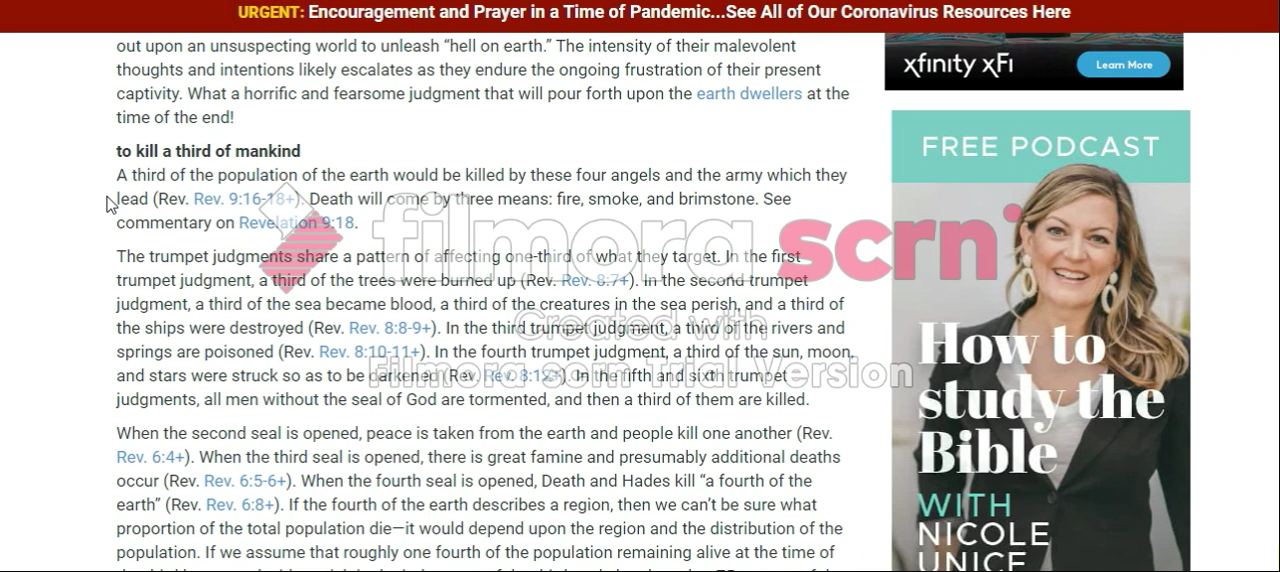 URGENT: Encouragement and Prayer in a Time of Pandemic...See All of Our Coronavirus Resources Here
out upon an unsuspecting world to unleash “hell on earth.” The intensity of their malevolent
thoughts and intentions likely escalates as they endure the ongoing frustration of their present
captivity. What a horrific and fearsome judgment that will pour forth upon the earth dwellers at the
time of the end!
to kill a third of mankind
A third of the population of the earth would be killed by these four angels and the army which they
lead (Rev. Rev. 9:16-18+). Death will come by three means: fire, smoke, and brimstone. See
commentary on Revelation 9:18.
The trumpet judgments share a pattern of affecting one-third of what they target. In the first
trumpet judgment, a third of the trees were burned up (Rev. Rev. 8:7+). In the second trumpet
judgment, a third of the sea became blood, a third of the creatures in the sea perish, and a third of
the ships were destroyed (Rev. Rev. 8:8-9+). In the third trumpet judgment, a third of the rivers and
springs are poisoned (Rev. Rev. 8:10-11+). In the fourth trumpet judgment, a third of the sun, moon,
and stars were struck so as to be darkened (Rev. Rev. 8:12+). In the fifth and sixth trumpet
judgments, all men without the seal of God are tormented, and then a third of them are killed.
When the second seal is opened, peace is taken from the earth and people kill one another (Rev.
Rev. 6:4+). When the third seal is opened, there is great famine and presumably additional deaths
occur (Rev. Rev. 6:5-6+). When the fourth seal is opened, Death and Hades kill “a fourth of the
earth” (Rev. Rev. 6:8+). If the fourth of the earth describes a region, then we can’t be sure what
proportion of the total population die—it would depend upon the region and the distribution of the
population. If we assume that roughly one fourth of the population remaining alive at the time of
filmora scrn
Created with
Filmora scrn Trial Version
xfinity xFi
Learn More
FREE PODCAST
How to
study the
Bible
WITH
NICOLE
UNICE